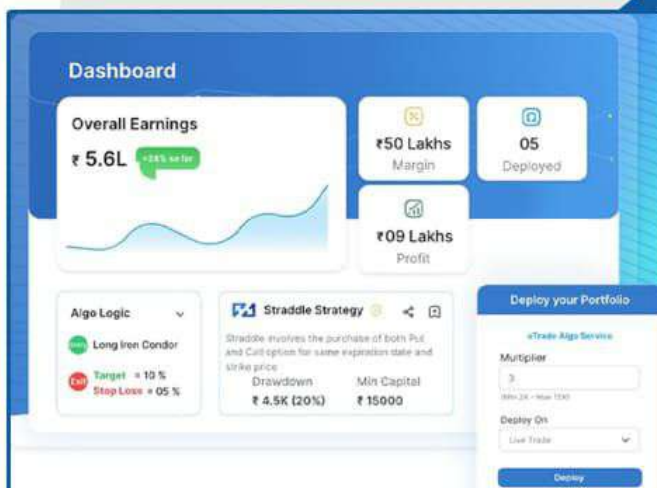 Dashboard
Overall Earnings
₹ 5.6L
₹50 Lakhs
Margin
05
Deployed
₹09 Lakhs
Profit
Algo Logic
Long Iron Condor
Exit
Target = 10 %
Stop Loss = 05 %
Straddle Strategy
Straddle involves the purchase of both Put
and Call option for same expiration date and
strike price
Drawdown
Min Capital
₹ 4.5K (20%)
₹ 15000
Deploy your Portfolio
eTrade Algo Service
Multiplier
3
Deploy On
Live Trade
Deploy